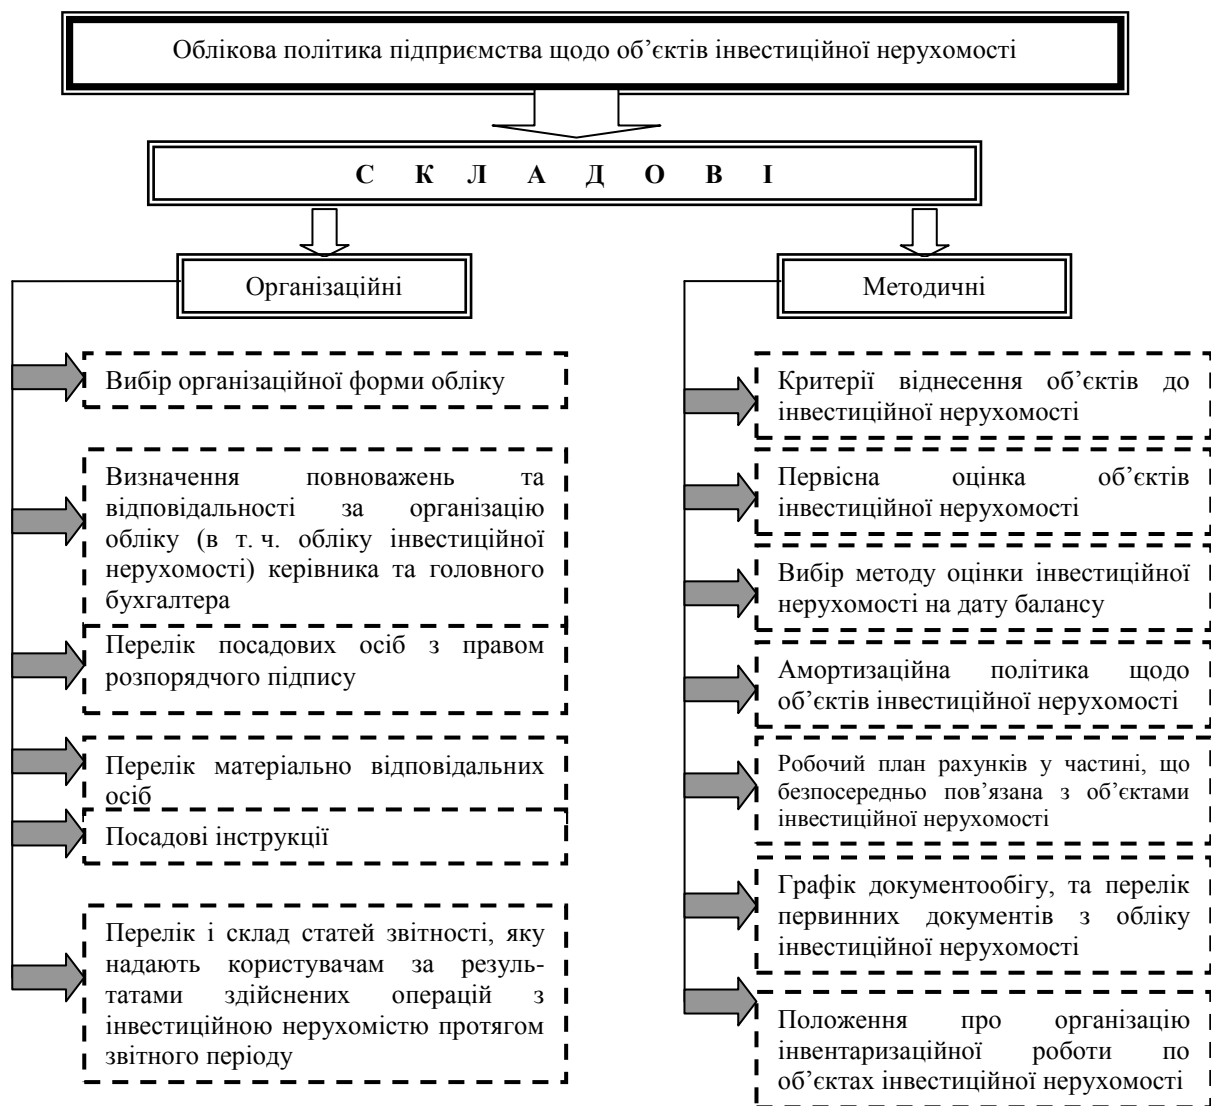 Облікова політика підприємства щодо об’єктів інвестиційної нерухомості
С К Л А Д О В І
Організаційні
Вибір організаційної форми обліку
Визначення повноважень та
відповідальності за організацію
обліку (в т. ч. обліку інвестиційної
нерухомості) керівника та головного
бухгалтера
Перелік посадових осіб з правом
розпорядчого підпису
Перелік матеріально відповідальних
осіб
Посадові інструкції
Перелік і склад статей звітності, яку
надають користувачам за резуль-
татами здійснених операцій з
інвестиційною нерухомістю протягом
звітного періоду
Методичні
Критерії віднесення об’єктів до
інвестиційної нерухомості
Первісна оцінка об’єктів
інвестиційної нерухомості
Вибір методу оцінки інвестиційної
нерухомості на дату балансу
Амортизаційна політика щодо
об’єктів інвестиційної нерухомості
Робочий план рахунків у частині, що
безпосередньо пов’язана з об’єктами
інвестиційної нерухомості
Графік документообігу, та перелік
первинних документів з обліку
інвестиційної нерухомості
Положення про організацію
інвентаризаційної роботи по
об’єктах інвестиційної нерухомості